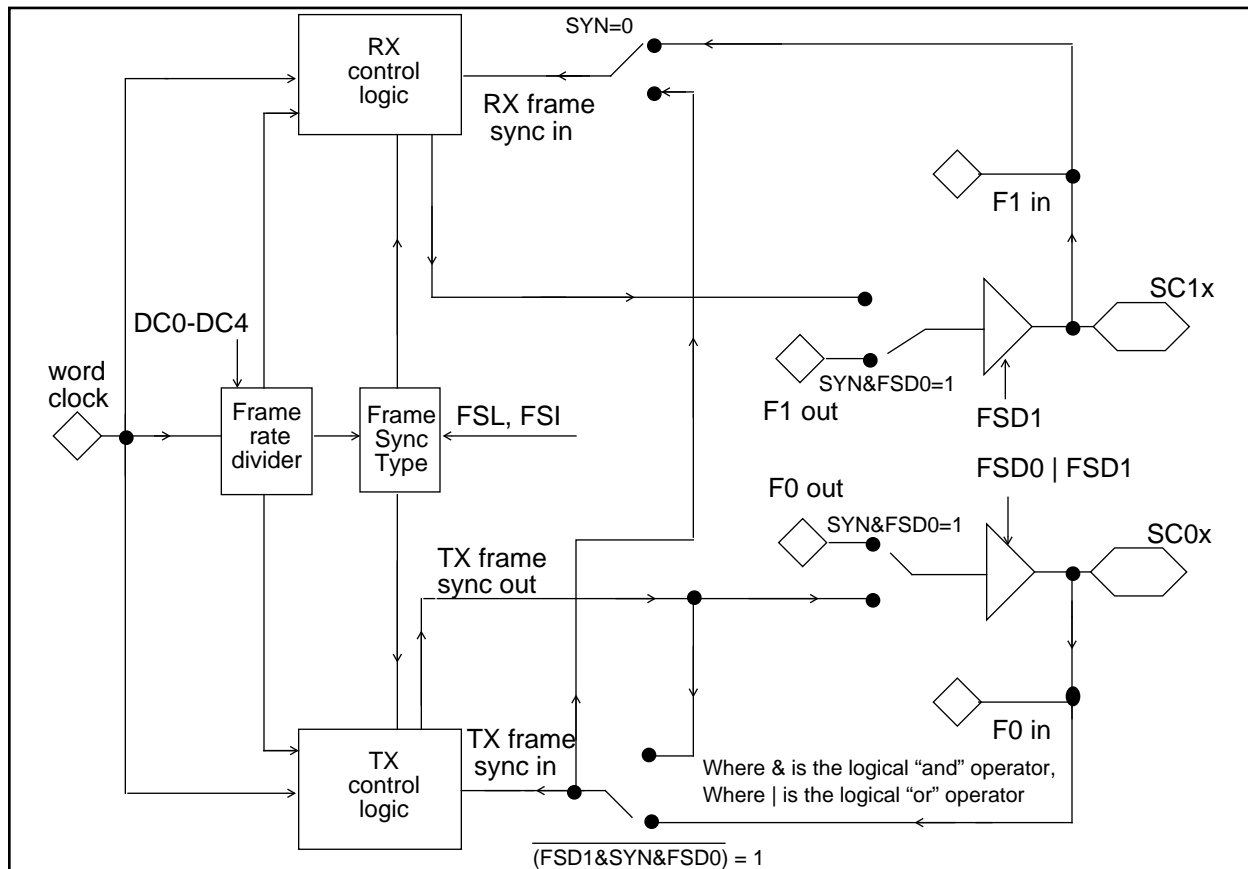 SYN=0
RX
control
logic
RX frame
sync in
F1 in
SC1x
DC0-DC4
word
clock
Frame
rate
divider
Frame
Sync
Type
FSL, FSI
SYN&FSD0=1
F1 out
FSD1
FSD0 | FSD1
F0 out
SYN&FSD0=1
SC0x
TX frame
sync out
F0 in
TX
control
logic
TX frame
sync in
Where & is the logical “and” operator,
Where | is the logical “or” operator
(FSD1&SYN&FSD0) = 1